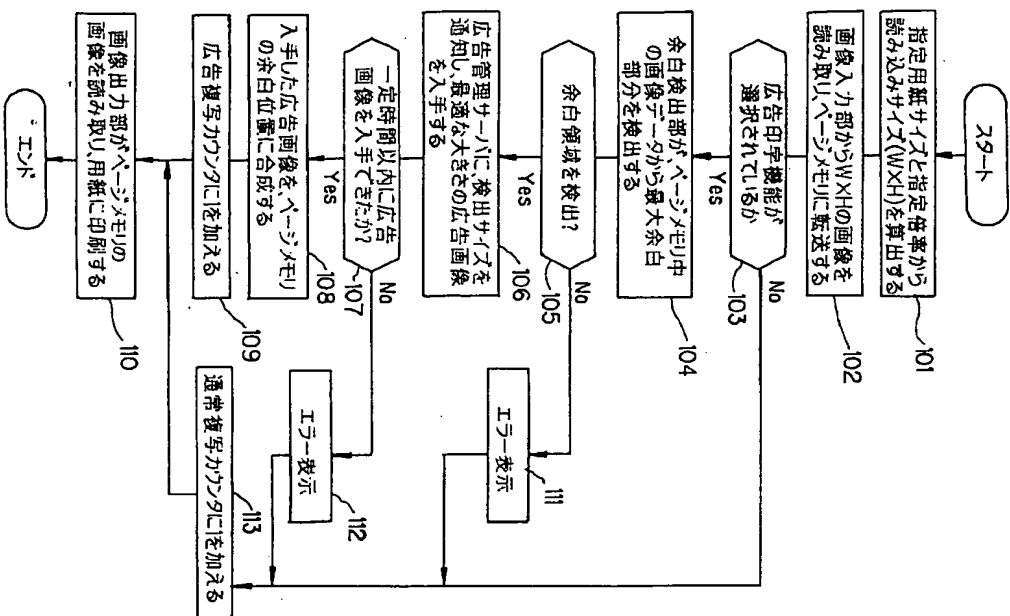 スタート
指定用紙サイズと指定倍率から
読み込みサイズ(W×H)を算出する
101
画像入力部からW×Hの画像を
読み取り、ページメモリに転送する
102
広告印字機能が
選択されているか
103
No
Yes
余白検出部が、ページメモリ中
の画像データから最大余白
部分を検出する
104
余白領域を検出?
105
No
Yes
広告管理サーバに、検出サイズを
通知し、最適な大きさの広告画像
を入手する
106
一定時間以内に広告
画像を入手できたか?
107
No
Yes
入手した広告画像を、ページメモリ
の余白位置に合成する
108
広告複写カウンタに1を加える
109
画像出力部がページメモリの
画像を読み取り、用紙に印刷する
110
エンド
エラー表示
111
エラー表示
112
通常複写カウンタに1を加える
113